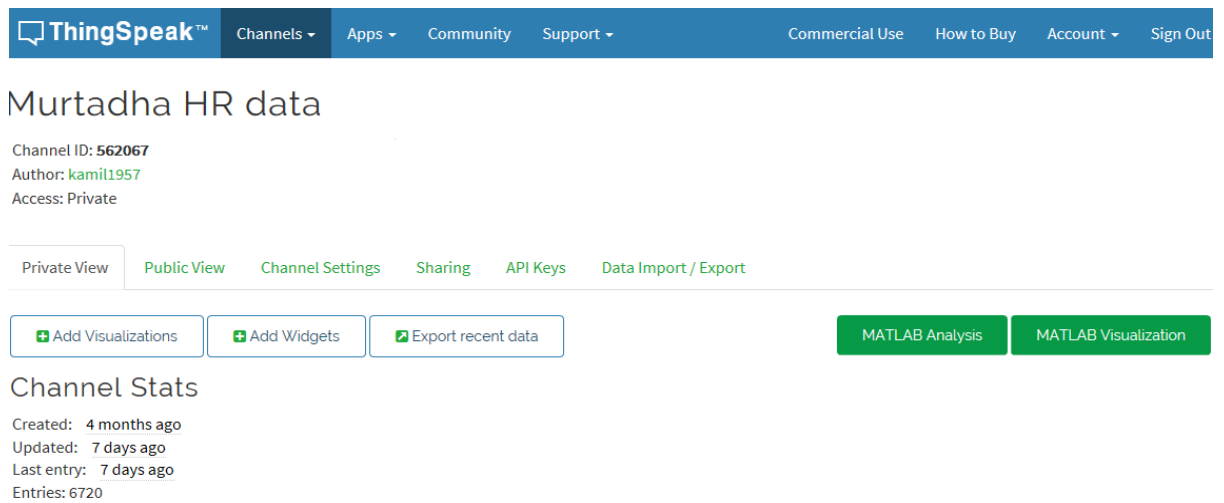 ThingSpeak™ Channels Apps Community Support Commercial Use How to Buy Account Sign Out
Murtadha HR data
Channel ID: 562067
Author: kamil1957
Access: Private
Private View Public View Channel Settings Sharing API Keys Data Import / Export
Add Visualizations Add Widgets Export recent data MATLAB Analysis MATLAB Visualization
Channel Stats
Created: 4 months ago
Updated: 7 days ago
Last entry: 7 days ago
Entries: 6720